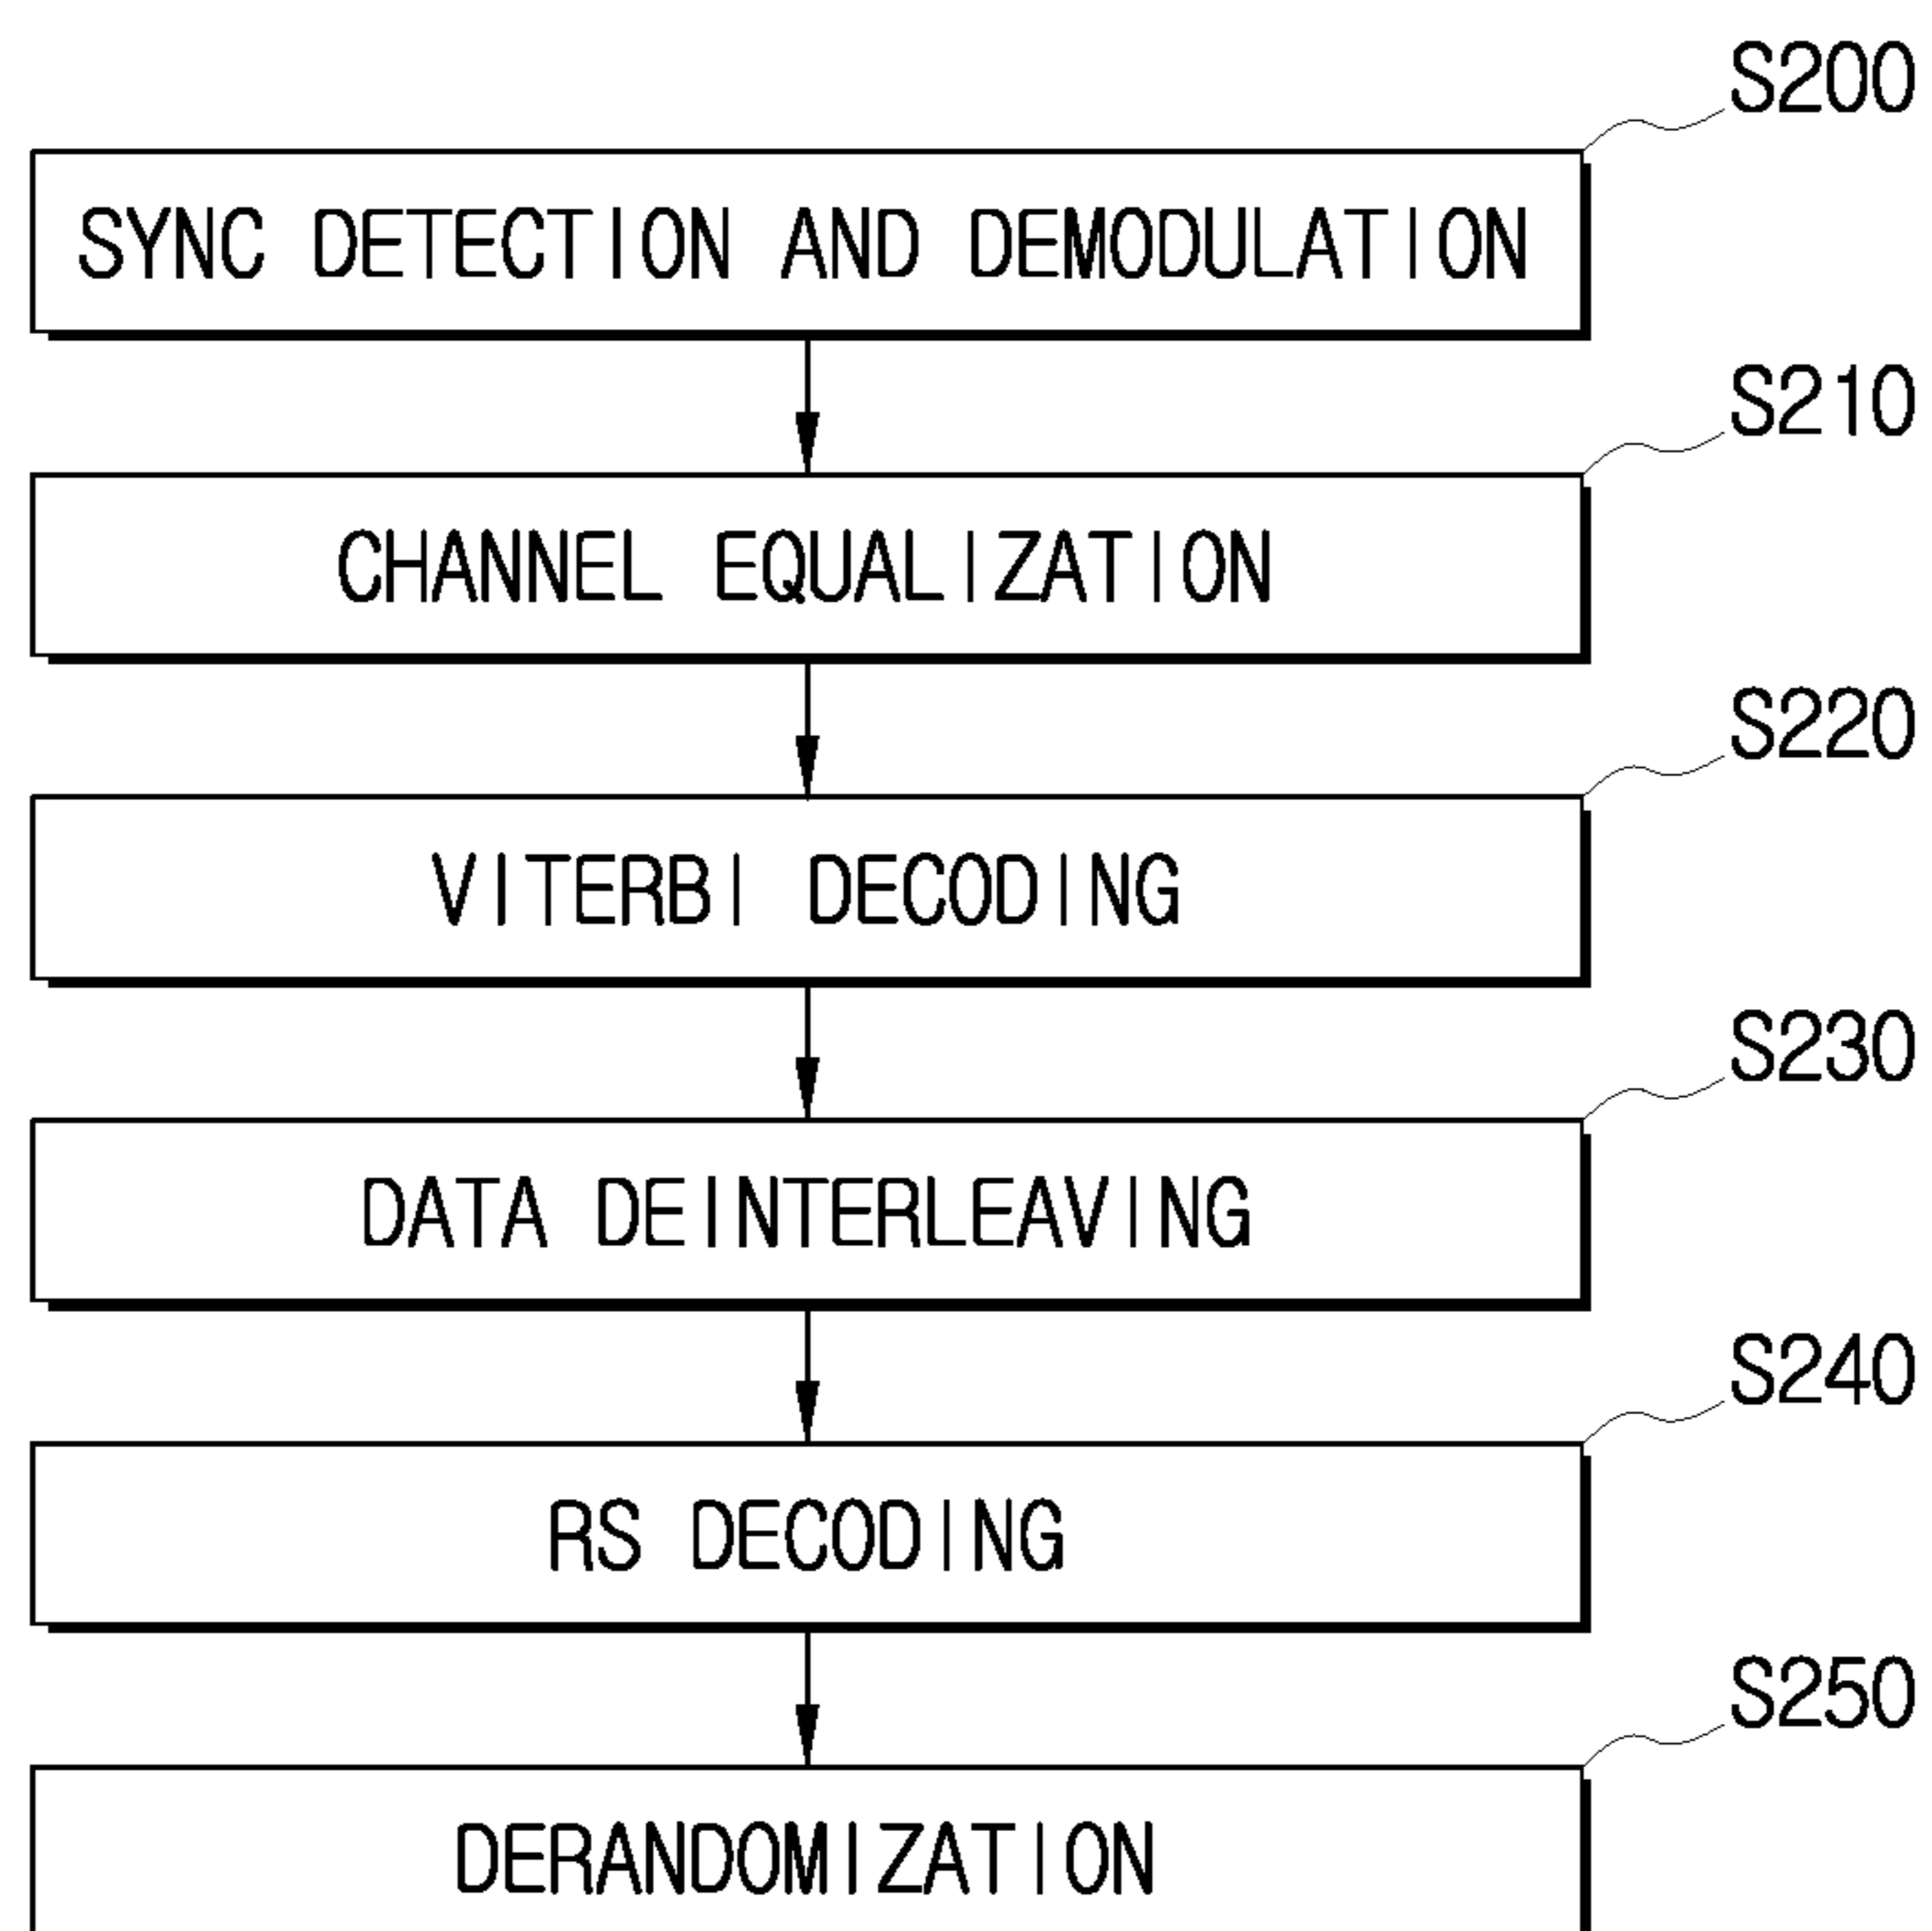 S200
SYNC DETECTION AND DEMODULATION
S210
CHANNEL EQUALIZATION
S220
VITERBI DECODING
S230
DATA DEINTERLEAVING
S240
RS DECODING
S250
DERANDOMIZATION